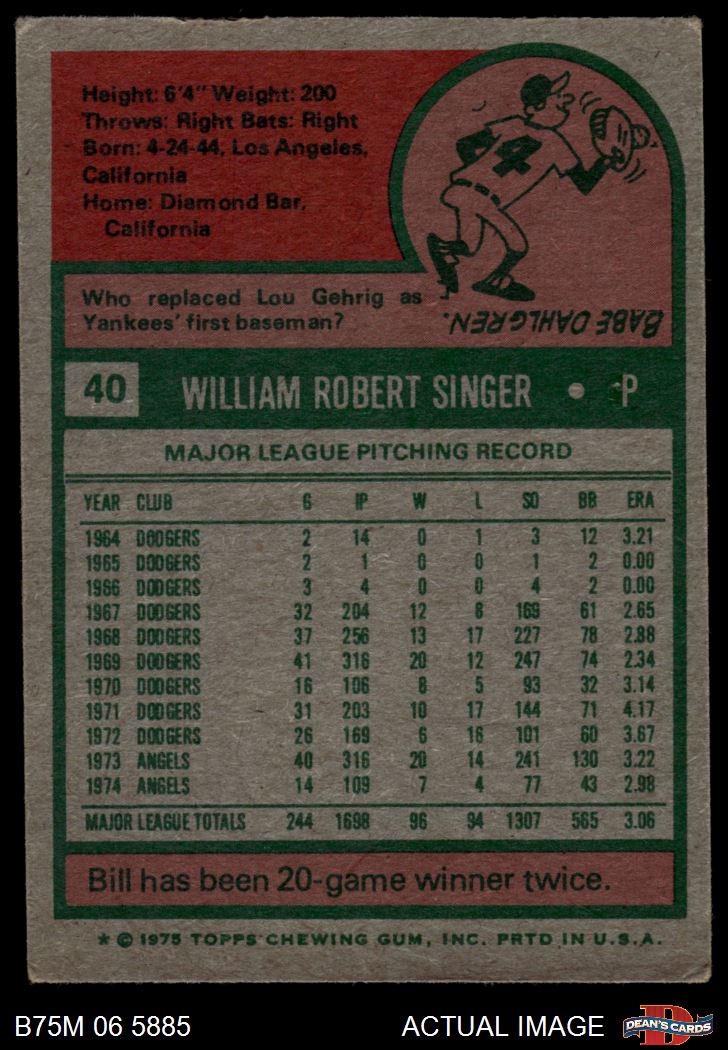 Height: 6'4" Weight: 200
Throws: Right Bats: Right
Born: 4-24-44, Los Angeles,
California
Home: Diamond Bar,
California
4
Who replaced Lou Gehrig as
Yankees' first baseman?
BABE DAHLGREN.
40 WILLIAM ROBERT SINGER • P
MAJOR LEAGUE PITCHING RECORD
YEAR CLUB G IP W L SO BB ERA
1964 DODGERS 2 14 0 1 3 12 3.21
1965 DODGERS 2 1 0 0 1 2 0.00
1966 DODGERS 3 4 0 0 4 2 0.00
1967 DODGERS 32 204 12 8 169 61 2.65
1968 DODGERS 37 256 13 17 227 78 2.88
1969 DODGERS 41 316 20 12 247 74 2.34
1970 DODGERS 16 106 8 5 93 32 3.14
1971 DODGERS 31 203 10 17 144 71 4.17
1972 DODGERS 26 169 6 16 101 60 3.67
1973 ANGELS 40 316 20 14 241 130 3.22
1974 ANGELS 14 109 7 4 77 43 2.98
MAJOR LEAGUE TOTALS 244 1698 96 94 1307 565 3.06
Bill has been 20-game winner twice.
* © 1975 TOPPS CHEWING GUM, INC. PRTD IN U.S.A.
B75M 06 5885 ACTUAL IMAGE D DEAN'S CARDS